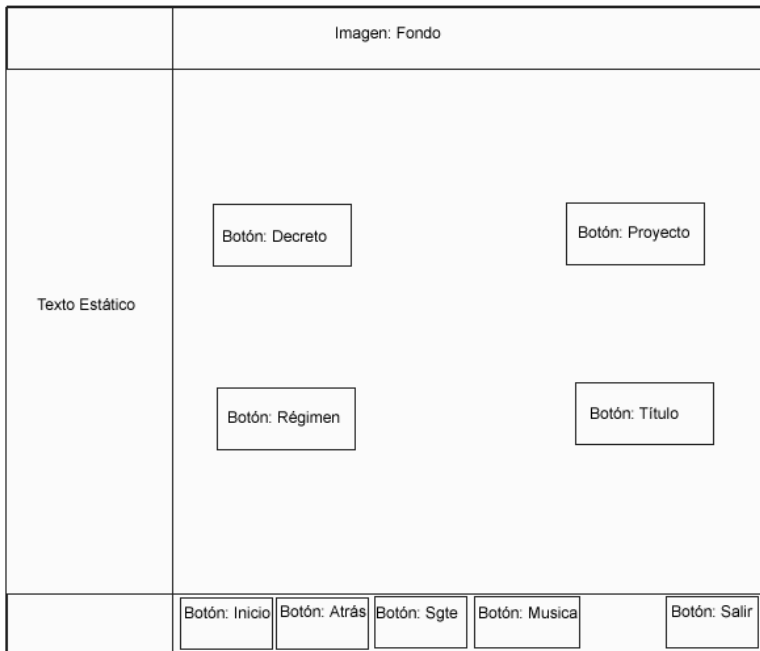 Imagen: Fondo
Botón: Decreto
Botón: Proyecto
Texto Estático
Botón: Régimen
Botón: Título
Botón: Inicio
Botón: Atrás
Botón: Sgte
Botón: Musica
Botón: Salir